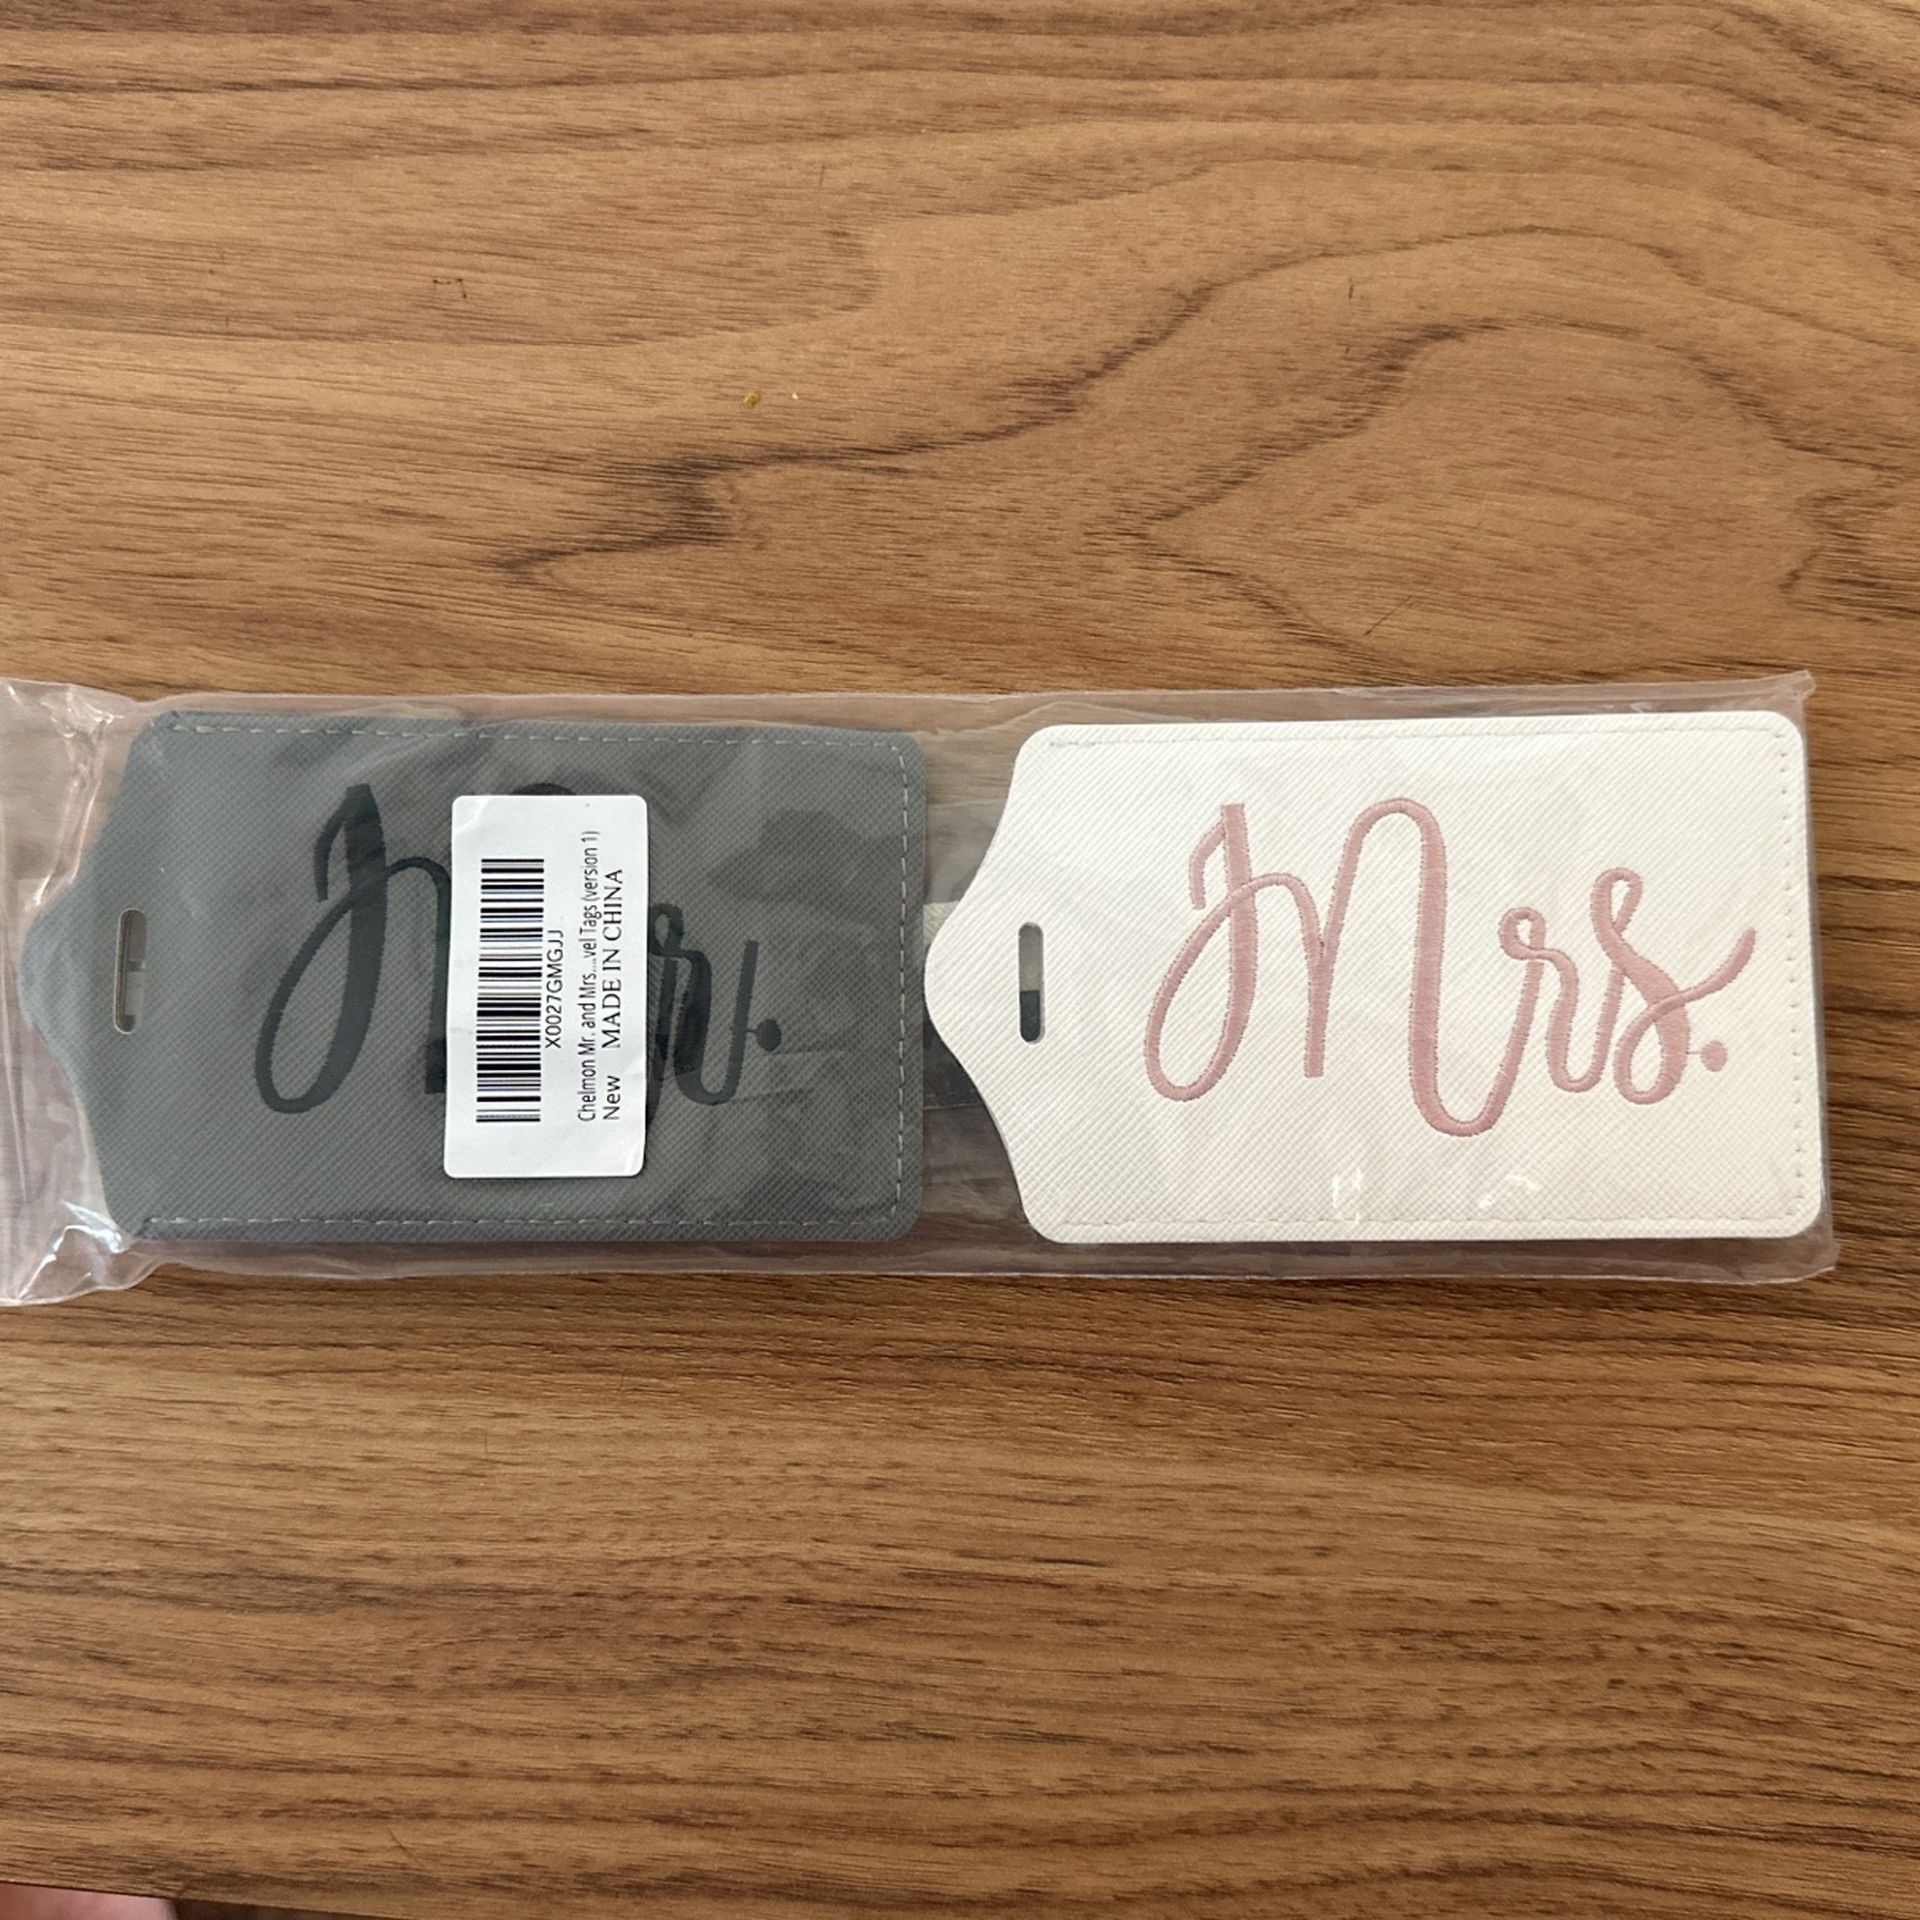 Mr.
X0027GMGJJ
Chelmon Mr. and Mrs....vel Tags (version 1)
New MADE IN CHINA
Mrs.